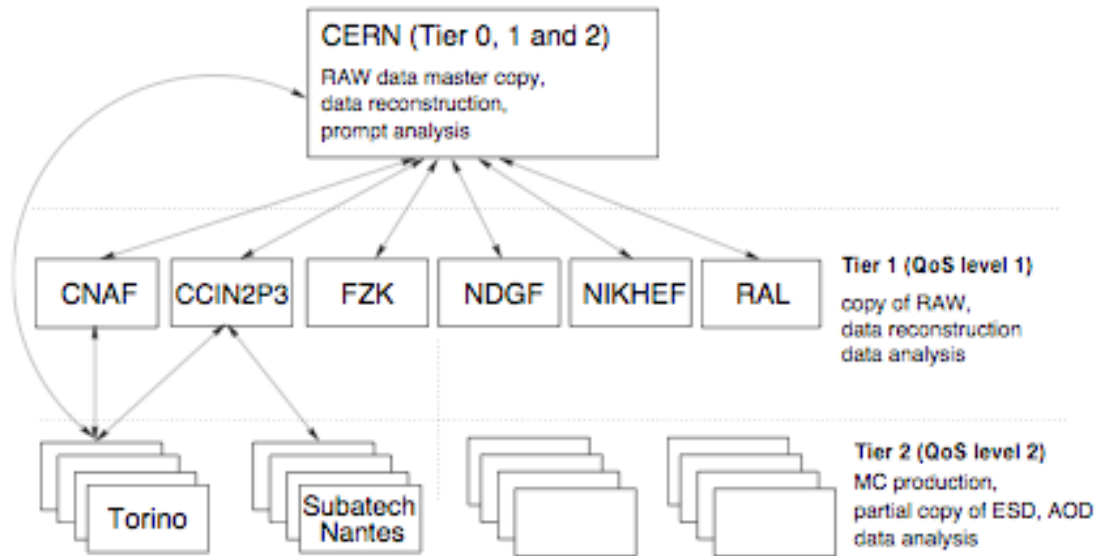 CERN (Tier 0, 1 and 2)
RAW data master copy,
data reconstruction,
prompt analysis
CNAF
CCIN2P3
FZK
NDGF
NIKHEF
RAL
Tier 1 (QoS level 1)
copy of RAW,
data reconstruction
data analysis
Torino
Subatech
Nantes
Tier 2 (QoS level 2)
MC production,
partial copy of ESD, AOD
data analysis